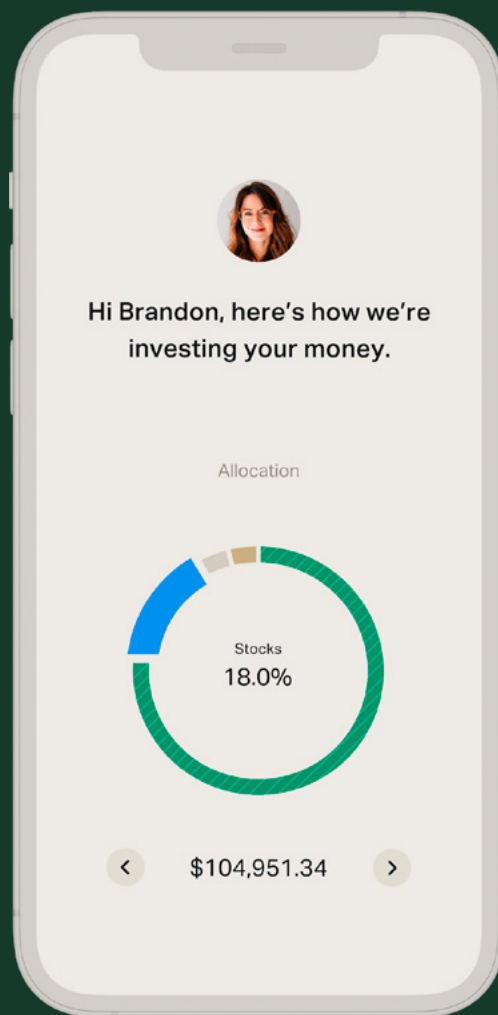 Hi Brandon, here’s how we’re
investing your money.
Allocation
Stocks
18.0%
$104,951.34